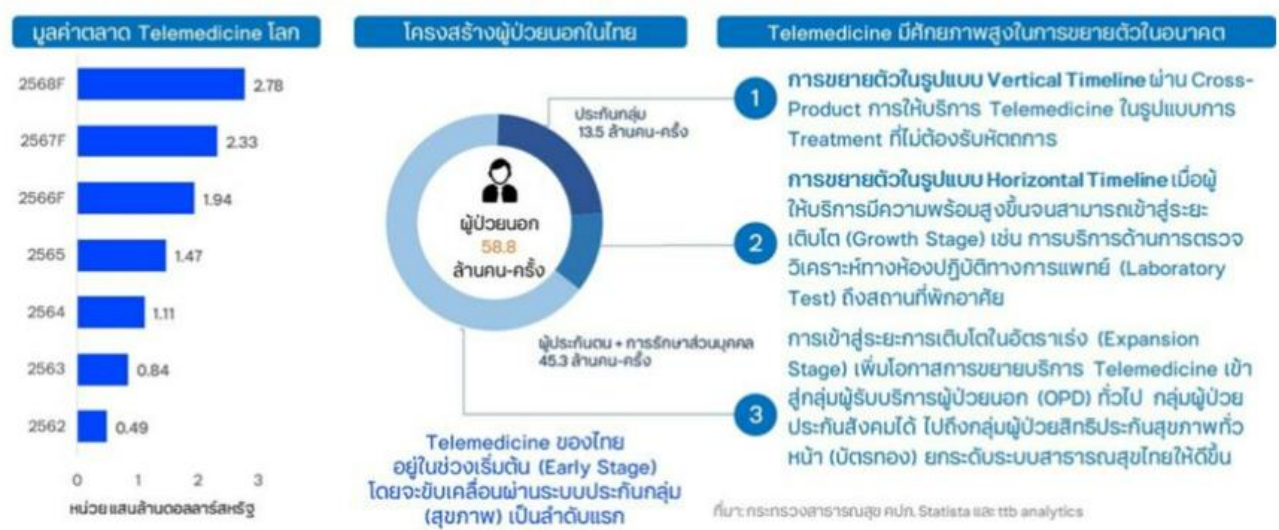 มูลค่าตลาด Telemedicine โลก
2568F 2.78
2567F 2.33
2566F 1.94
2565 1.47
2564 1.11
2563 0.84
2562 0.49
0 1 2 3
หน่วย แสนล้านดอลลาร์สหรัฐ
โครงสร้างผู้ป่วยนอกในไทย
ประกันกลุ่ม
13.5 ล้านคน-ครั้ง
ผู้ป่วยนอก
58.8
ล้านคน-ครั้ง
ผู้ประกันตน + การรักษาส่วนบุคคล
45.3 ล้านคน-ครั้ง
Telemedicine ของไทย
อยู่ในช่วงเริ่มต้น (Early Stage)
โดยจะขับเคลื่อนผ่านระบบประกันกลุ่ม
(สุขภาพ) เป็นลำดับแรก
Telemedicine มีศักยภาพสูงในการขยายตัวในอนาคต
1
การขยายตัวในรูปแบบ Vertical Timeline ผ่าน Cross-
Product การให้บริการ Telemedicine ในรูปแบบการ
Treatment ที่ไม่ต้องรับหัตถการ
2
การขยายตัวในรูปแบบ Horizontal Timeline เมื่อผู้
ให้บริการมีความพร้อมสูงขึ้นจนสามารถเข้าสู่ระยะ
เติบโต (Growth Stage) เช่น การบริการด้านการตรวจ
วิเคราะห์ทางห้องปฏิบัติทางการแพทย์ (Laboratory
Test) ถึงสถานที่พักอาศัย
3
การเข้าสู่ระยะการเติบโตในอัตราเร่ง (Expansion
Stage) เพิ่มโอกาสการขยายบริการ Telemedicine เข้า
สู่กลุ่มผู้รับบริการผู้ป่วยนอก (OPD) ทั่วไป กลุ่มผู้ป่วย
ประกันสังคมได้ ไปถึงกลุ่มผู้ป่วยสิทธิประกันสุขภาพทั่ว
หน้า (บัตรทอง) ยกระดับระบบสาธารณสุขไทยให้ดีขึ้น
ที่มา: กระทรวงสาธารณสุข คปภ. Statista และ ttb analytics